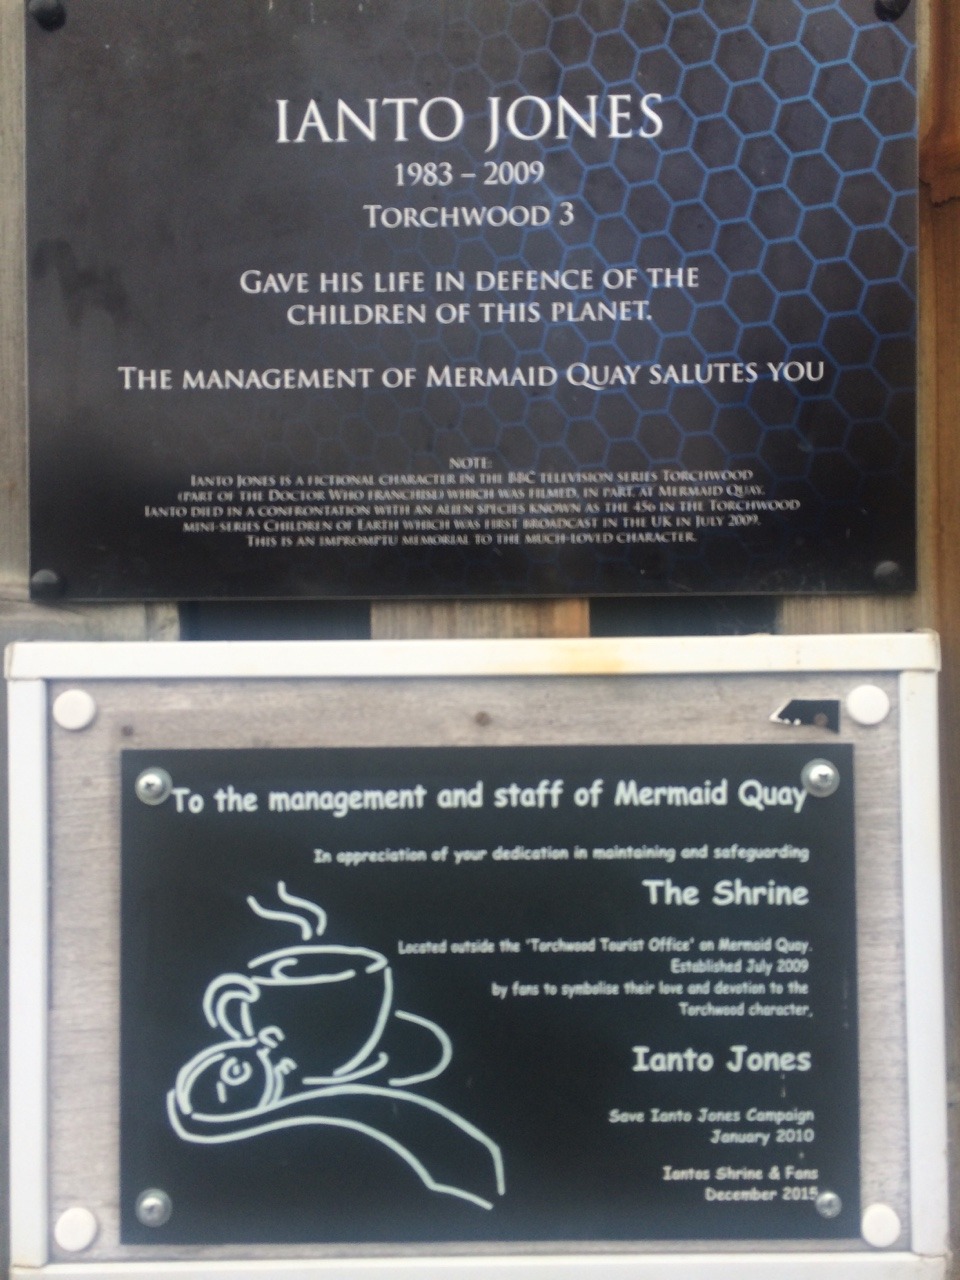 IANTO JONES
1983 – 2009
TORCHWOOD 3
GAVE HIS LIFE IN DEFENCE OF THE
CHILDREN OF THIS PLANET.
THE MANAGEMENT OF MERMAID QUAY SALUTES YOU
NOTE:
IANTO JONES IS A FICTIONAL CHARACTER IN THE BBC TELEVISION SERIES TORCHWOOD
(PART OF THE DOCTOR WHO FRANCHISE) WHICH WAS FILMED, IN PART, AT MERMAID QUAY.
IANTO DIED IN A CONFRONTATION WITH AN ALIEN SPECIES KNOWN AS THE 456 IN THE TORCHWOOD
MINI-SERIES CHILDREN OF EARTH WHICH WAS FIRST BROADCAST IN THE UK IN JULY 2009.
THIS IS AN IMPROMPTU MEMORIAL TO THE MUCH-LOVED CHARACTER.
To the management and staff of Mermaid Quay
In appreciation of your dedication in maintaining and safeguarding
The Shrine
Located outside the 'Torchwood Tourist Office' on Mermaid Quay.
Established July 2009
by fans to symbolise their love and devotion to the
Torchwood character,
Ianto Jones
Save Ianto Jones Campaign
January 2010
Iantos Shrine & Fans
December 2015